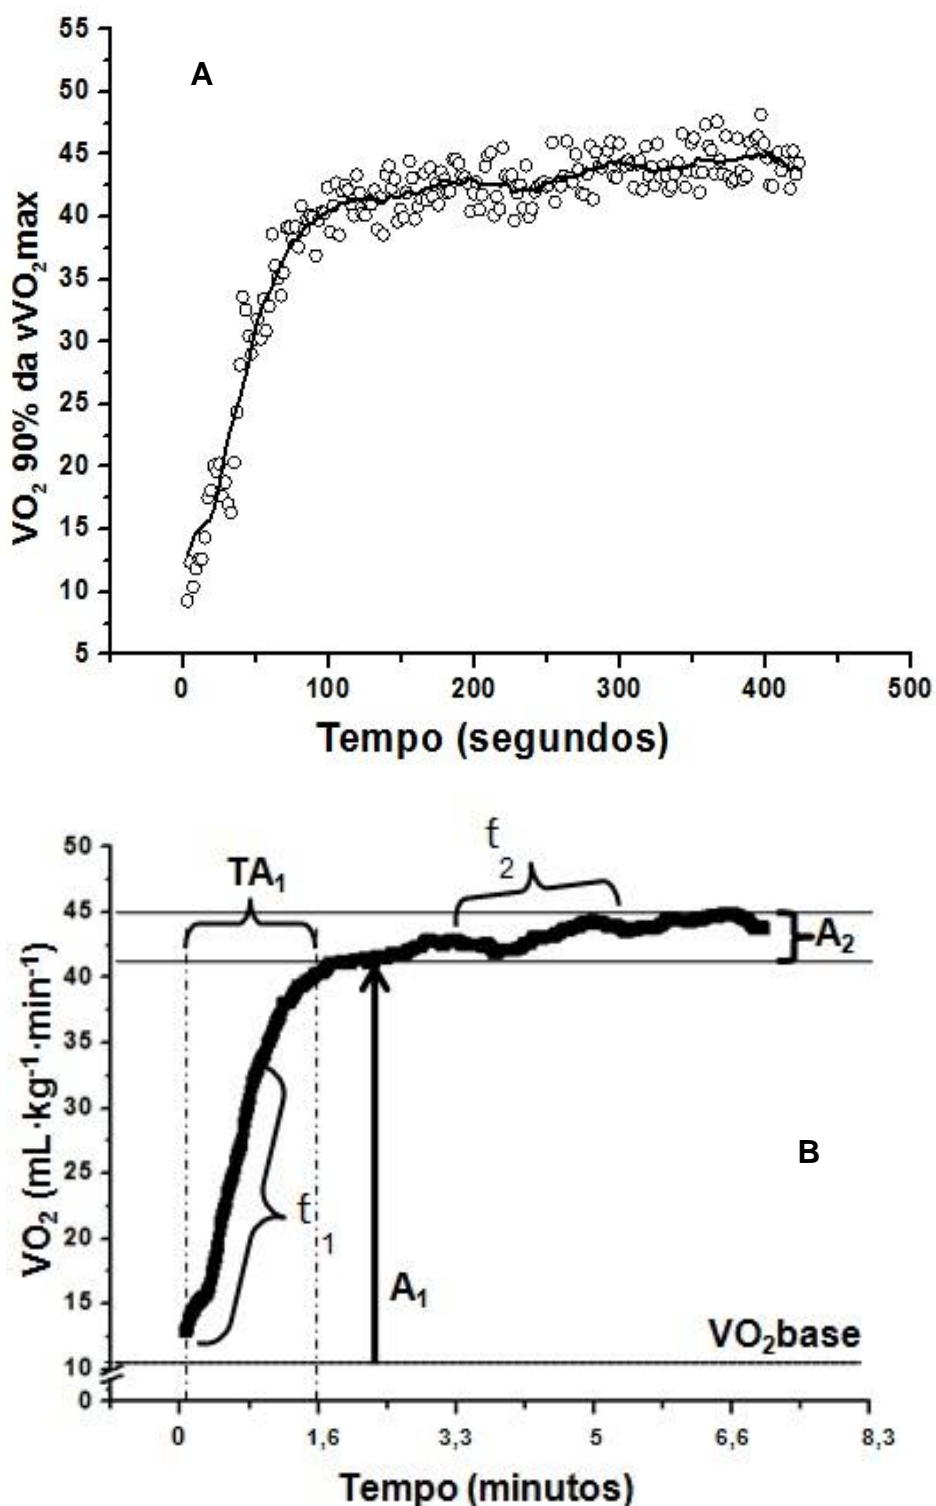 A
VO₂ 90% da vVO₂max
55
50
45
40
35
30
25
20
15
10
5
0 100 200 300 400 500
Tempo (segundos)
VO₂ (mL·kg⁻¹·min⁻¹)
50
45
40
35
30
25
20
15
10
0
TA₁
ƭ₂
A₂
ƭ₁
A₁
B
VO₂base
0 1,6 3,3 5 6,6 8,3
Tempo (minutos)